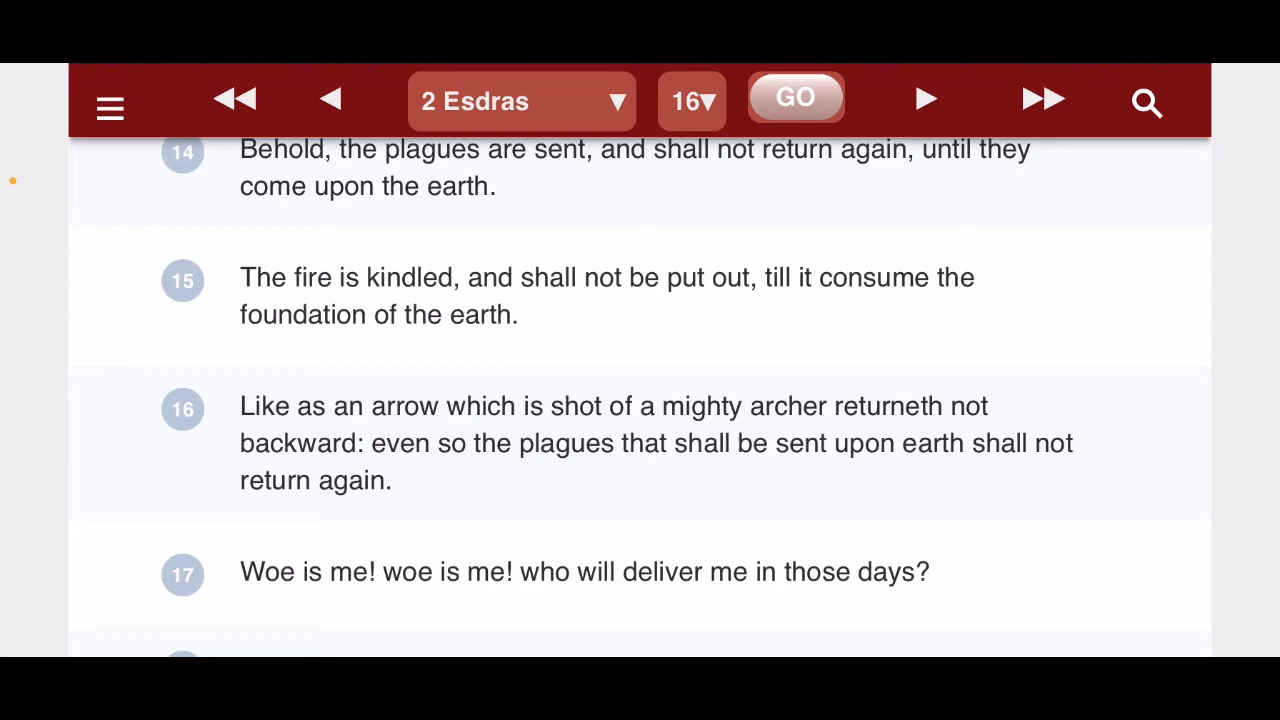 2 Esdras 16 GO
14 Behold, the plagues are sent, and shall not return again, until they
come upon the earth.
15 The fire is kindled, and shall not be put out, till it consume the
foundation of the earth.
16 Like as an arrow which is shot of a mighty archer returneth not
backward: even so the plagues that shall be sent upon earth shall not
return again.
17 Woe is me! woe is me! who will deliver me in those days?